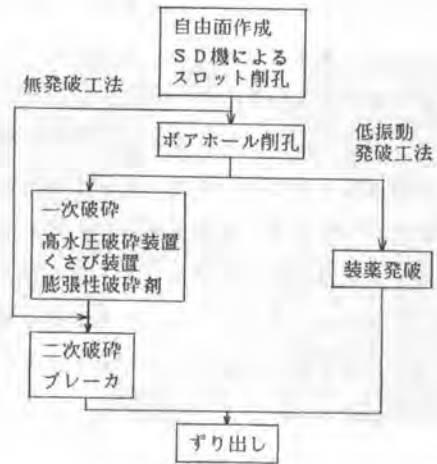 自由面作成
SD機による
スロット削孔
無発破工法
ボアホール削孔
低振動
発破工法
一次破砕
高水圧破砕装置
くさび装置
膨張性破砕剤
装薬発破
二次破砕
ブレーカ
ずり出し